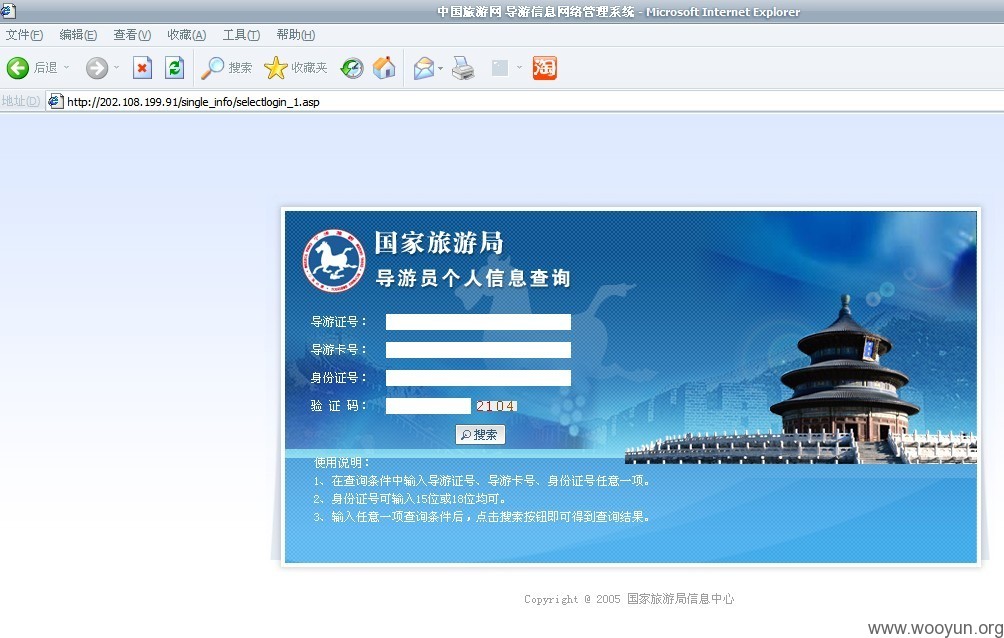 中国旅游网 导游信息网络管理系统 - Microsoft Internet Explorer
文件(F) 编辑(E) 查看(V) 收藏(A) 工具(T) 帮助(H)
后退 搜索 收藏夹 淘
地址(D) http://202.108.199.91/single_info/selectlogin_1.asp
国家旅游局
导游员个人信息查询
导游证号：
导游卡号：
身份证号：
验 证 码： 2104
搜索
使用说明：
1、在查询条件中输入导游证号、导游卡号、身份证号任意一项。
2、身份证号可输入15位或18位均可。
3、输入任意一项查询条件后，点击搜索按钮即可得到查询结果。
Copyright @ 2005 国家旅游局信息中心
www.wooyun.org